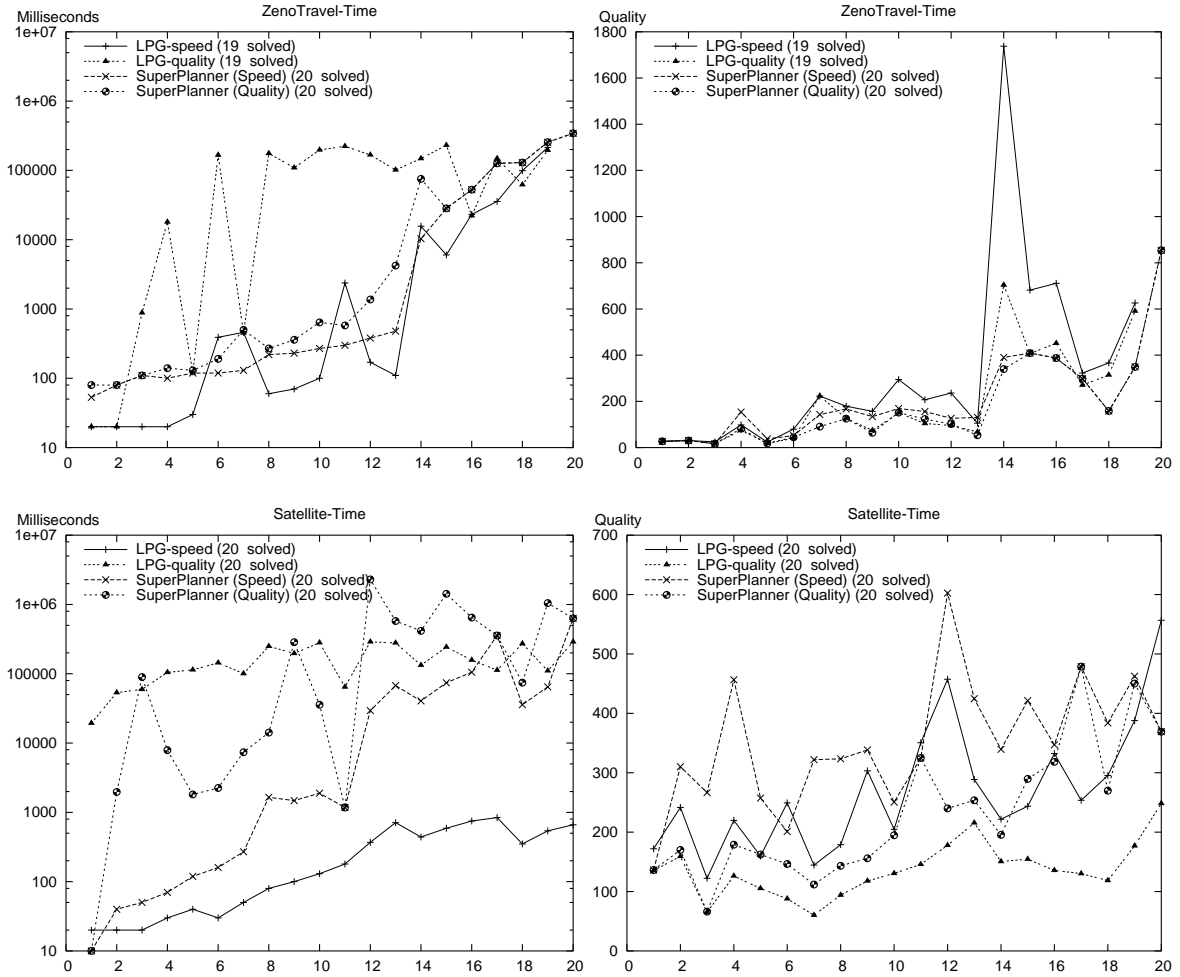 Milliseconds
ZenoTravel-Time
1e+07
1e+06
100000
10000
1000
100
10
0 2 4 6 8 10 12 14 16 18 20
LPG-speed (19 solved)
LPG-quality (19 solved)
SuperPlanner (Speed) (20 solved)
SuperPlanner (Quality) (20 solved)
Quality
ZenoTravel-Time
1800
1600
1400
1200
1000
800
600
400
200
0
0 2 4 6 8 10 12 14 16 18 20
LPG-speed (19 solved)
LPG-quality (19 solved)
SuperPlanner (Speed) (20 solved)
SuperPlanner (Quality) (20 solved)
Milliseconds
Satellite-Time
1e+07
1e+06
100000
10000
1000
100
10
0 2 4 6 8 10 12 14 16 18 20
LPG-speed (20 solved)
LPG-quality (20 solved)
SuperPlanner (Speed) (20 solved)
SuperPlanner (Quality) (20 solved)
Quality
Satellite-Time
700
600
500
400
300
200
100
0
0 2 4 6 8 10 12 14 16 18 20
LPG-speed (20 solved)
LPG-quality (20 solved)
SuperPlanner (Speed) (20 solved)
SuperPlanner (Quality) (20 solved)